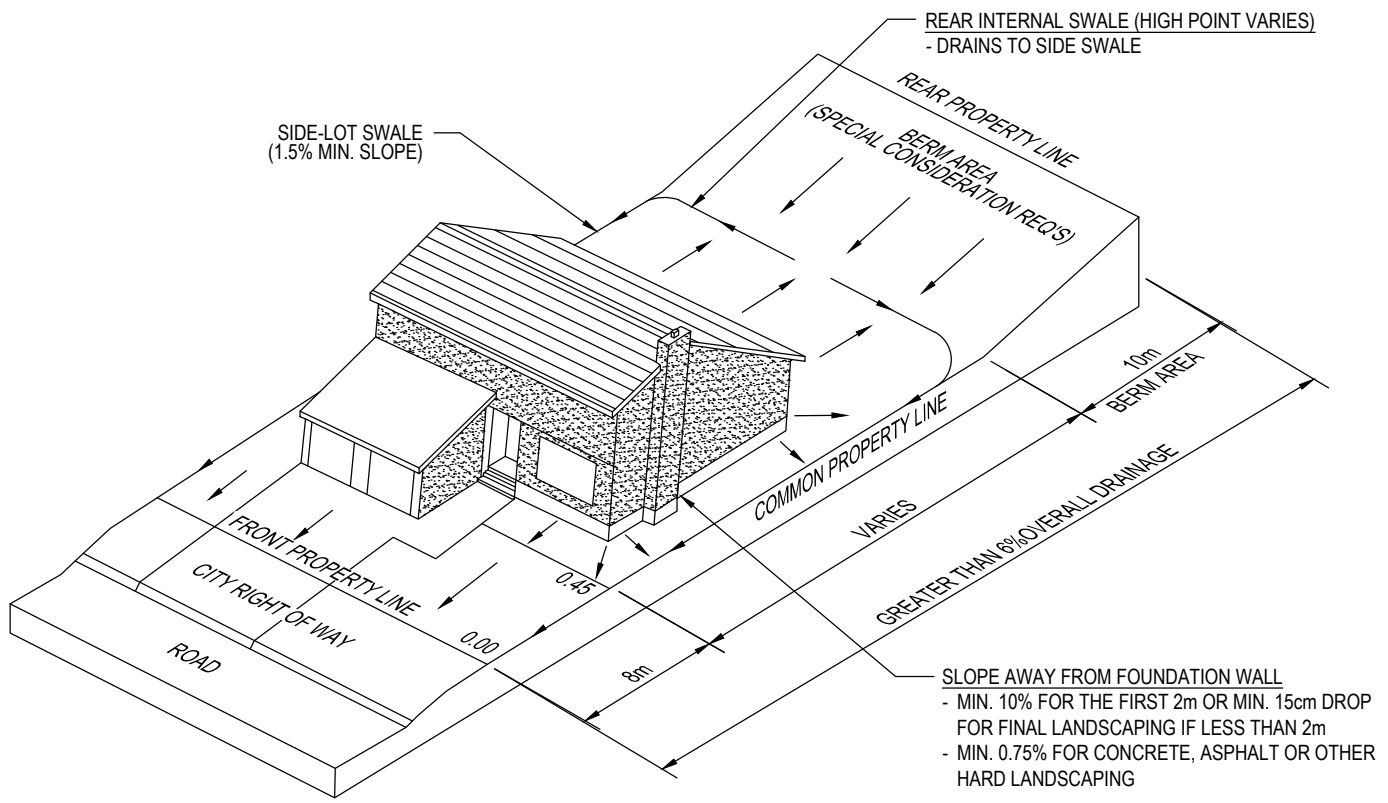 REAR INTERNAL SWALE (HIGH POINT VARIES)
- DRAINS TO SIDE SWALE
REAR PROPERTY LINE
BERM AREA
(SPECIAL CONSIDERATION REQ'S)
SIDE-LOT SWALE
(1.5% MIN. SLOPE)
10m
BERM AREA
COMMON PROPERTY LINE
VARIES
GREATER THAN 6% OVERALL DRAINAGE
FRONT PROPERTY LINE
0.45
CITY RIGHT OF WAY
0.00
ROAD
8m
SLOPE AWAY FROM FOUNDATION WALL
- MIN. 10% FOR THE FIRST 2m OR MIN. 15cm DROP
FOR FINAL LANDSCAPING IF LESS THAN 2m
- MIN. 0.75% FOR CONCRETE, ASPHALT OR OTHER
HARD LANDSCAPING